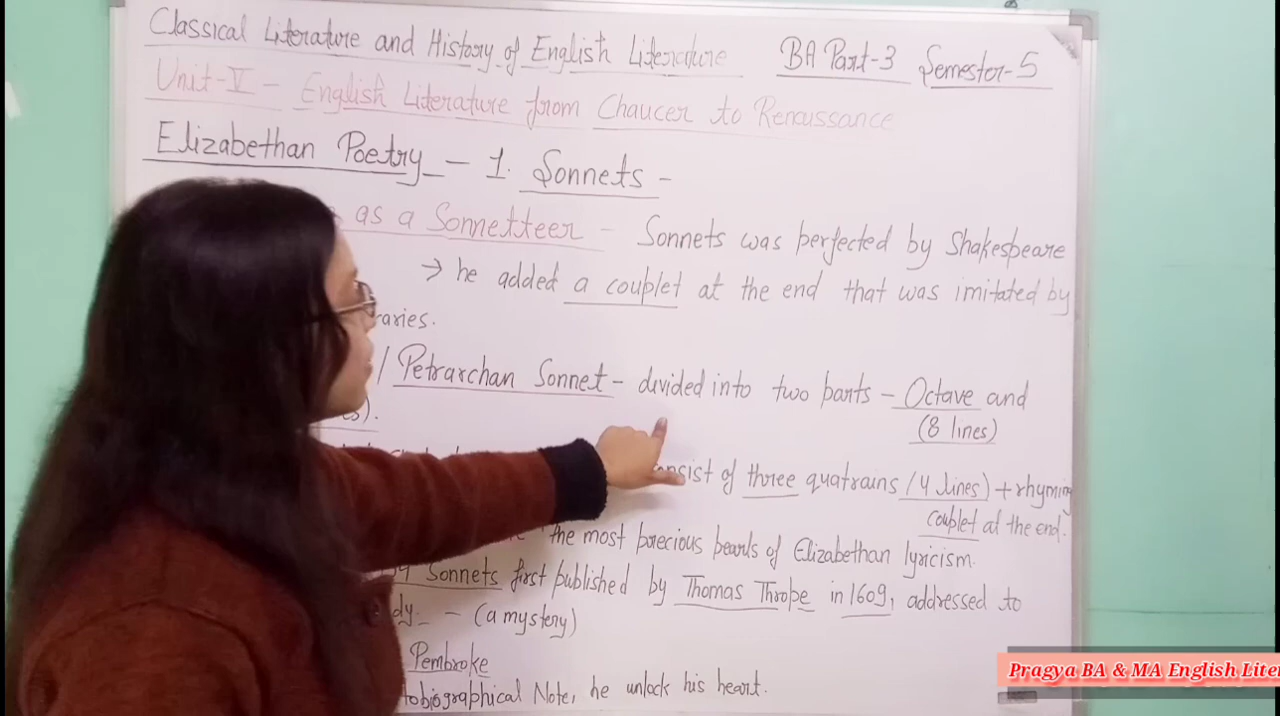 Classical Literature and History of English Literature BA Part-3 Semester-5
Unit-V - English Literature from Chaucer to Renaissance
Elizabethan Poetry - 1. Sonnets -
as a Sonnetteer - Sonnets was perfected by Shakespeare
→ he added a couplet at the end that was imitated by
raries.
/ Petrarchan Sonnet - divided into two parts - Octave and
(8 lines)
nsist of three quatrains (4 lines) + rhyming
couplet at the end.
the most precious pearls of Elizabethan lyricism.
Sonnets first published by Thomas Thrope in 1609, addressed to
dy. - (a mystery)
Pembroke
tobiographical Note, he unlock his heart.
Pragya BA & MA English Liter